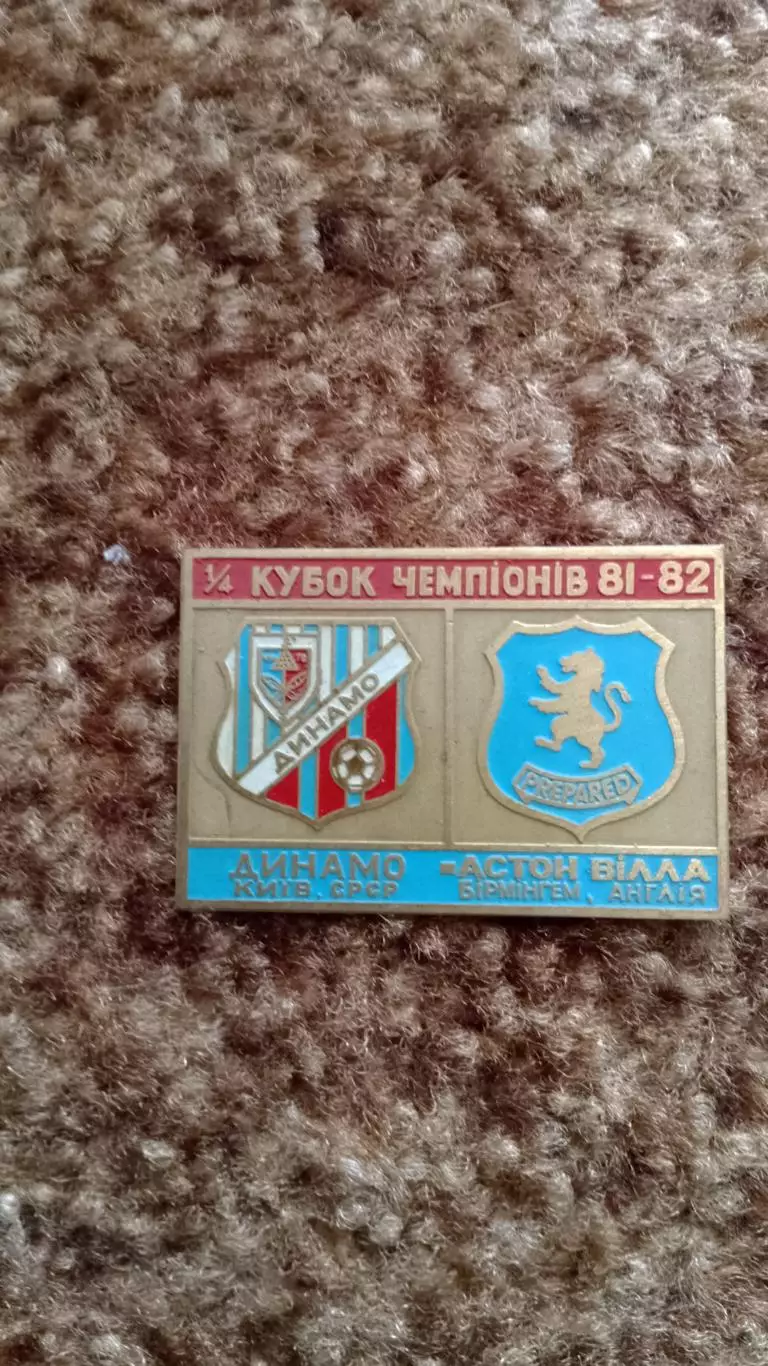 1/4 КУБОК ЧЕМПІОНІВ 81-82
ДИНАМО
PREPARED
ДИНАМО - АСТОН ВІЛЛА
КИЇВ, СРСР БІРМІНГЕМ, АНГЛІЯ